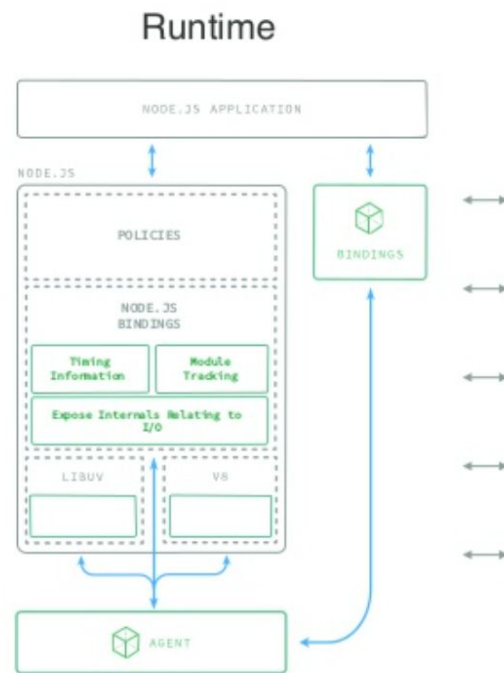 Runtime
NODE.JS APPLICATION
NODE.JS
POLICIES
NODE.JS
BINDINGS
Timing
Information
Module
Tracking
Expose Internals Relating to
I/O
LIBUV
V8
BINDINGS
AGENT